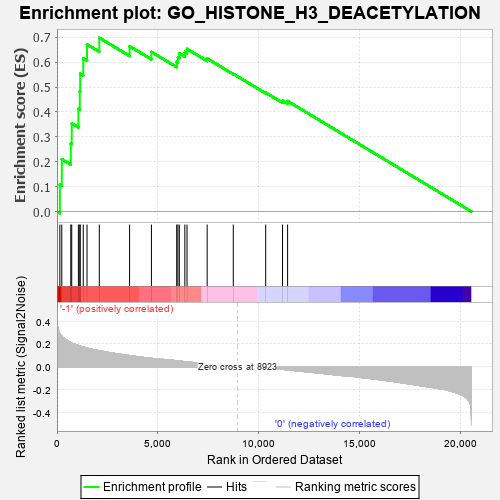 Enrichment plot: GO_HISTONE_H3_DEACETYLATION
Enrichment score (ES)
0.7
0.6
0.5
0.4
0.3
0.2
0.1
0.0
'-1' (positively correlated)
Ranked list metric (Signal2Noise)
0.4
0.2
0.0
-0.2
-0.4
Zero cross at 8923
'0' (negatively correlated)
0 5,000 10,000 15,000 20,000
Rank in Ordered Dataset
Enrichment profile Hits Ranking metric scores